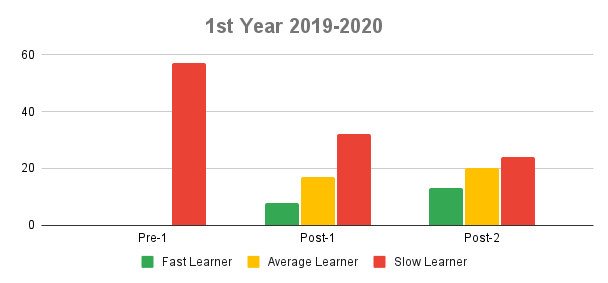 1st Year 2019-2020
60
40
20
0
Pre-1 Post-1 Post-2
Fast Learner Average Learner Slow Learner